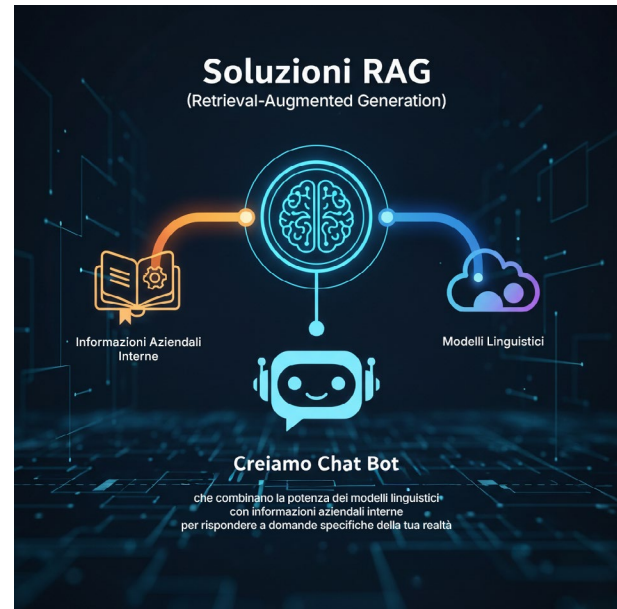 Soluzioni RAG
(Retrieval-Augmented Generation)
Informazioni Aziendali
Interne
Modelli Linguistici
Creiamo Chat Bot
che combinano la potenza dei modelli linguistici
con informazioni aziendali interne
per rispondere a domande specifiche della tua realtà